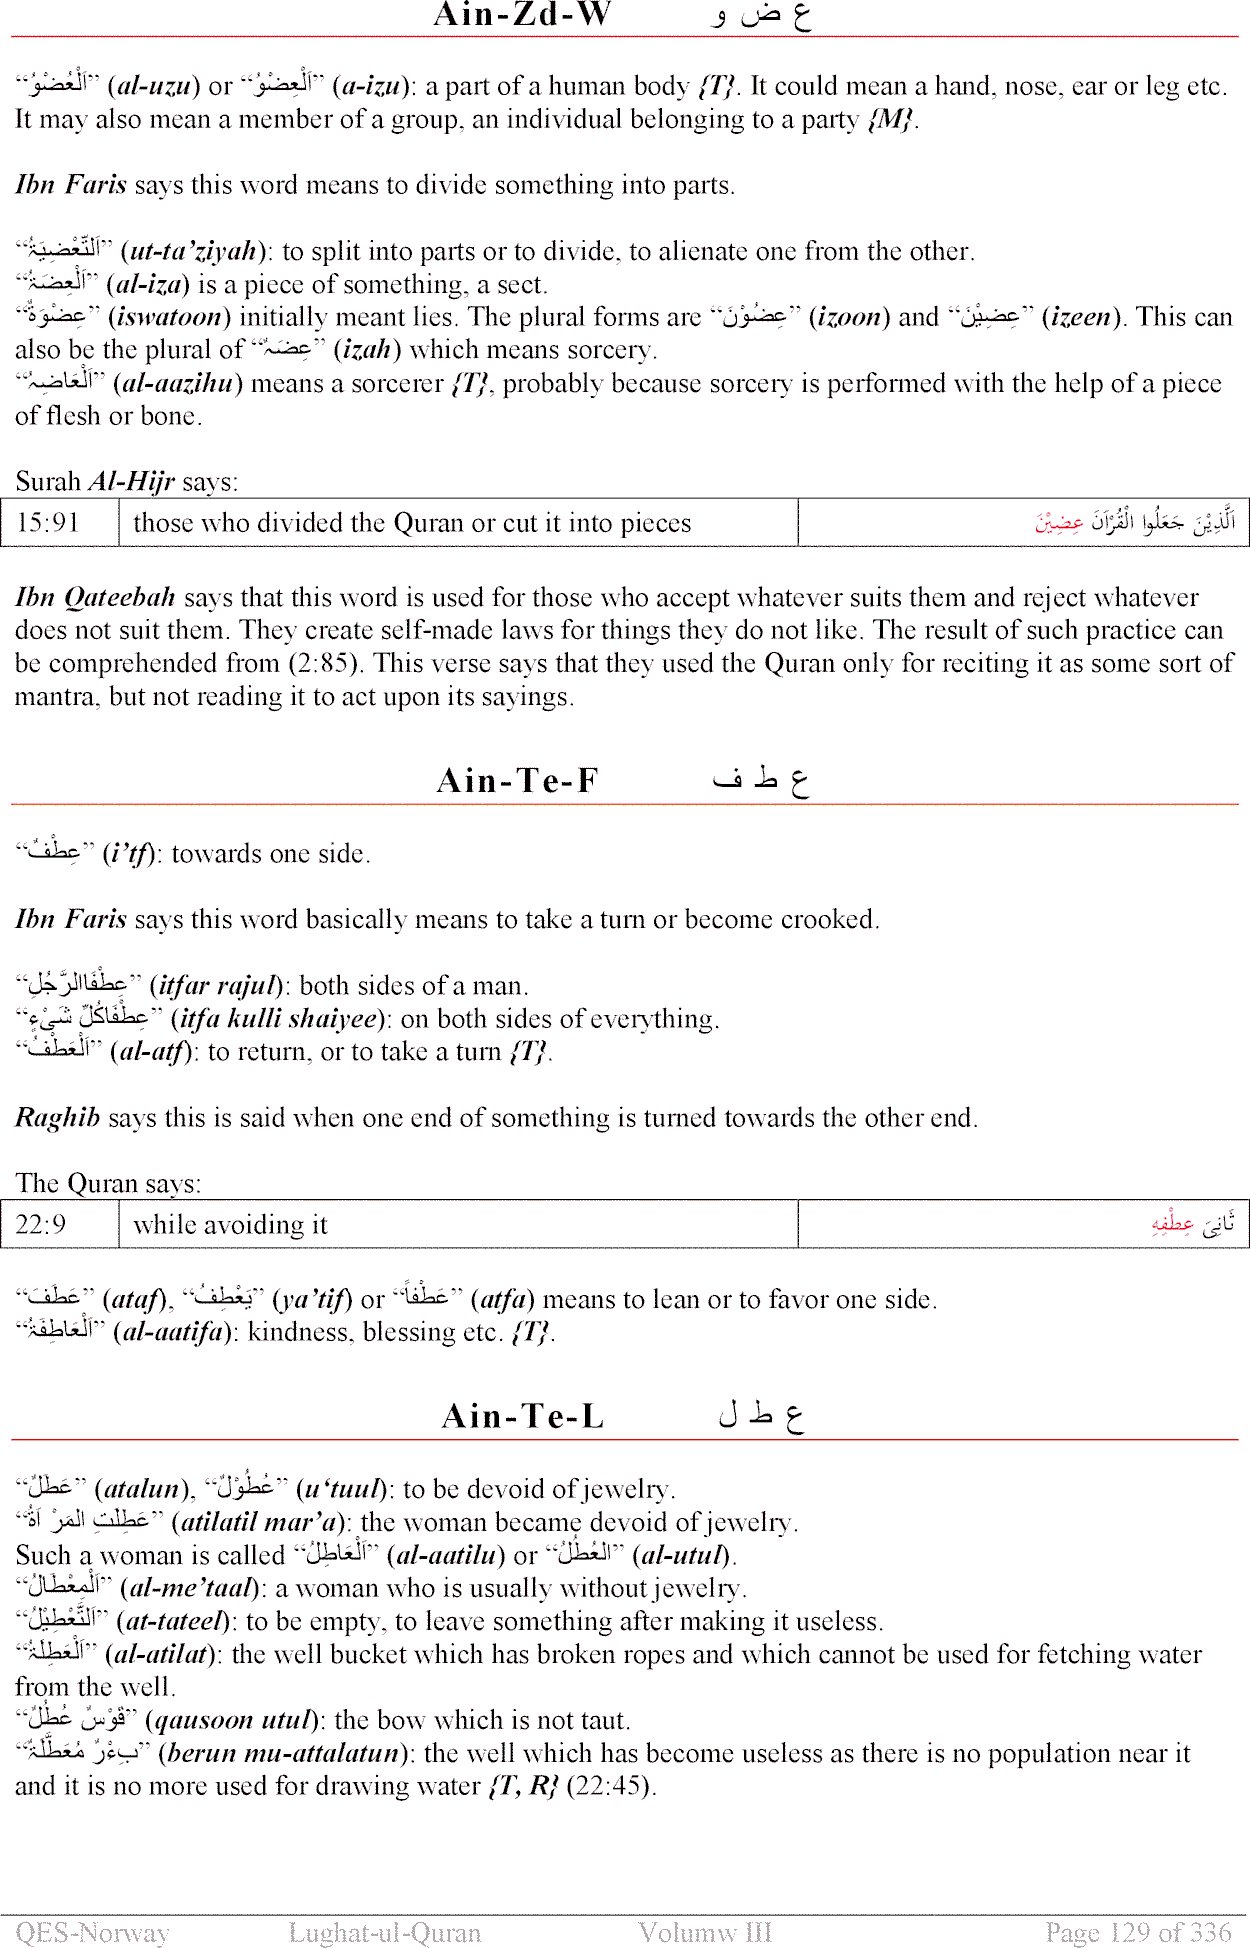 Ain-Zd-W ع ض و
“اَلْعُضْوُ” (al-uzu) or “اَلْعِضْوُ” (a-izu): a part of a human body {T}. It could mean a hand, nose, ear or leg etc.
It may also mean a member of a group, an individual belonging to a party {M}.
Ibn Faris says this word means to divide something into parts.
“اَلتَّعْضِيَۃُ” (ut-ta’ziyah): to split into parts or to divide, to alienate one from the other.
“اَلْعِضَۃُ” (al-iza) is a piece of something, a sect.
“عِضْوَةٌ” (iswatoon) initially meant lies. The plural forms are “عِضُوْنَ” (izoon) and “عِضِيْنَ” (izeen). This can
also be the plural of “عِضَہٌ” (izah) which means sorcery.
“اَلْعَاضِہُ” (al-aazihu) means a sorcerer {T}, probably because sorcery is performed with the help of a piece
of flesh or bone.
Surah Al-Hijr says:
15:91 those who divided the Quran or cut it into pieces اَلَّذِيْنَ جَعَلُوا الْقُرْآنَ عِضِيْنَ
Ibn Qateebah says that this word is used for those who accept whatever suits them and reject whatever
does not suit them. They create self-made laws for things they do not like. The result of such practice can
be comprehended from (2:85). This verse says that they used the Quran only for reciting it as some sort of
mantra, but not reading it to act upon its sayings.
Ain-Te-F ع ط ف
“عِطْفٌ” (i’tf): towards one side.
Ibn Faris says this word basically means to take a turn or become crooked.
“عِطْفَاالرَّجُلِ” (itfar rajul): both sides of a man.
“عِطْفَاكُلِّ شَیْءٍ” (itfa kulli shaiyee): on both sides of everything.
“اَلْعَطْفُ” (al-atf): to return, or to take a turn {T}.
Raghib says this is said when one end of something is turned towards the other end.
The Quran says:
22:9 while avoiding it ثَانِیَ عِطْفِهِ
“عَطَفَ” (ataf), “يَعْطِفُ” (ya’tif) or “عَطْفاً” (atfa) means to lean or to favor one side.
“اَلْعَاطِفَۃُ” (al-aatifa): kindness, blessing etc. {T}.
Ain-Te-L ع ط ل
“عَطَلٌ” (atalun), “عُطُوْلٌ” (u‘tuul): to be devoid of jewelry.
“عَطِلَتِ المَرْ اَۃُ” (atilatil mar’a): the woman became devoid of jewelry.
Such a woman is called “اَلْعَاطِلُ” (al-aatilu) or “العُطُلُ” (al-utul).
“اَلْمِعْطَالُ” (al-me’taal): a woman who is usually without jewelry.
“اَلتَّعْطِيْلُ” (at-tateel): to be empty, to leave something after making it useless.
“اَلْعَطِلَۃُ” (al-atilat): the well bucket which has broken ropes and which cannot be used for fetching water
from the well.
“قَوْسٌ عُطُلٌ” (qausoon utul): the bow which is not taut.
“بِءْرٌ مُعَطَّلَۃٌ” (berun mu-attalatun): the well which has become useless as there is no population near it
and it is no more used for drawing water {T, R} (22:45).
QES-Norway Lughat-ul-Quran Volumw III Page 129 of 336